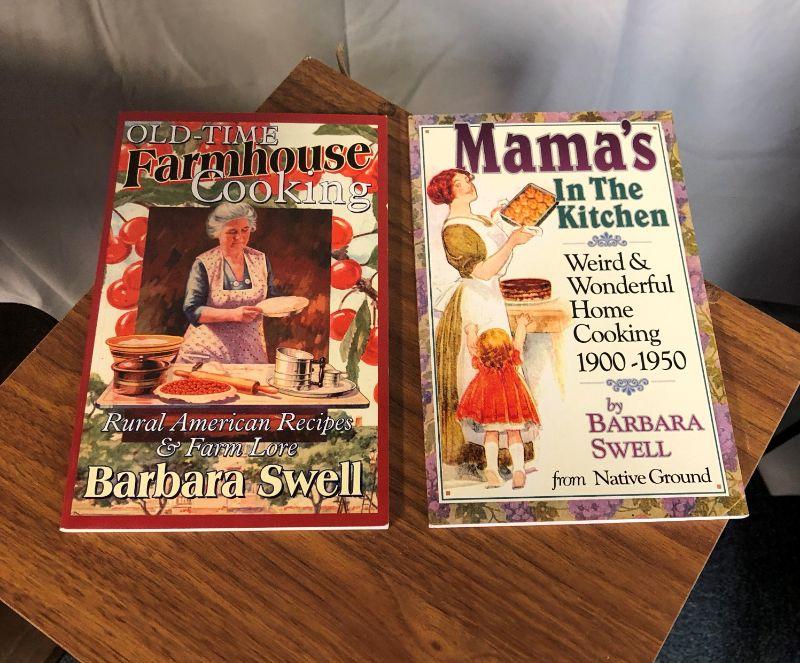 OLD-TIME
Farmhouse
Cooking
Rural American Recipes
& Farm Lore
Barbara Swell
Mama's
In The
Kitchen
Weird &
Wonderful
Home
Cooking
1900-1950
by
BARBARA
SWELL
from Native Ground